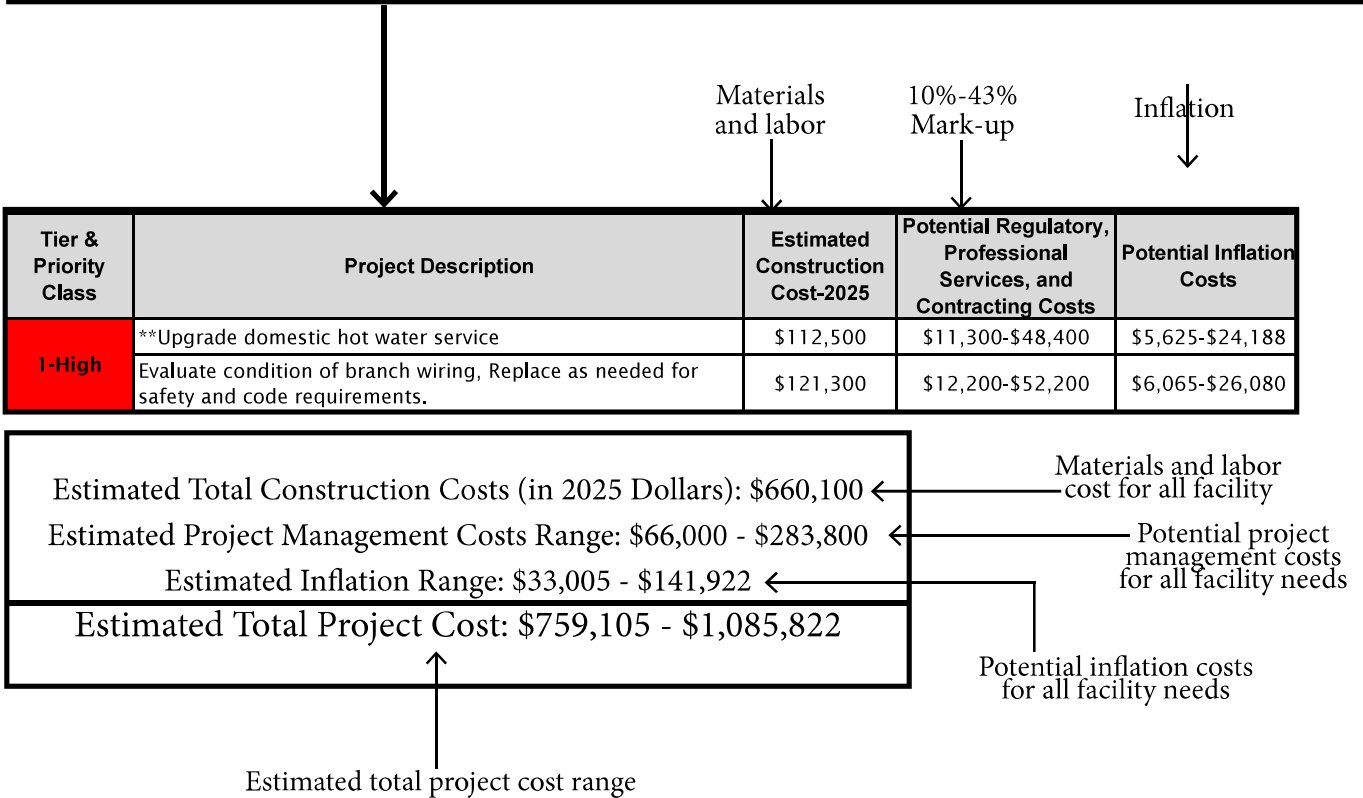 Materials
and labor
10%-43%
Mark-up
Inflation
Tier &
Priority
Class
Project Description
Estimated
Construction
Cost-2025
Potential Regulatory,
Professional
Services, and
Contracting Costs
Potential Inflation
Costs
1-High
**Upgrade domestic hot water service
$112,500
$11,300-$48,400
$5,625-$24,188
Evaluate condition of branch wiring, Replace as needed for
safety and code requirements.
$121,300
$12,200-$52,200
$6,065-$26,080
Estimated Total Construction Costs (in 2025 Dollars): $660,100
Materials and labor
cost for all facility
Estimated Project Management Costs Range: $66,000 - $283,800
Potential project
management costs
for all facility needs
Estimated Inflation Range: $33,005 - $141,922
Estimated Total Project Cost: $759,105 - $1,085,822
Potential inflation costs
for all facility needs
Estimated total project cost range